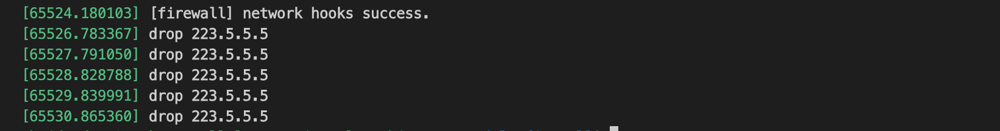 [65524.180103] [firewall] network hooks success.
[65526.783367] drop 223.5.5.5
[65527.791050] drop 223.5.5.5
[65528.828788] drop 223.5.5.5
[65529.839991] drop 223.5.5.5
[65530.865360] drop 223.5.5.5